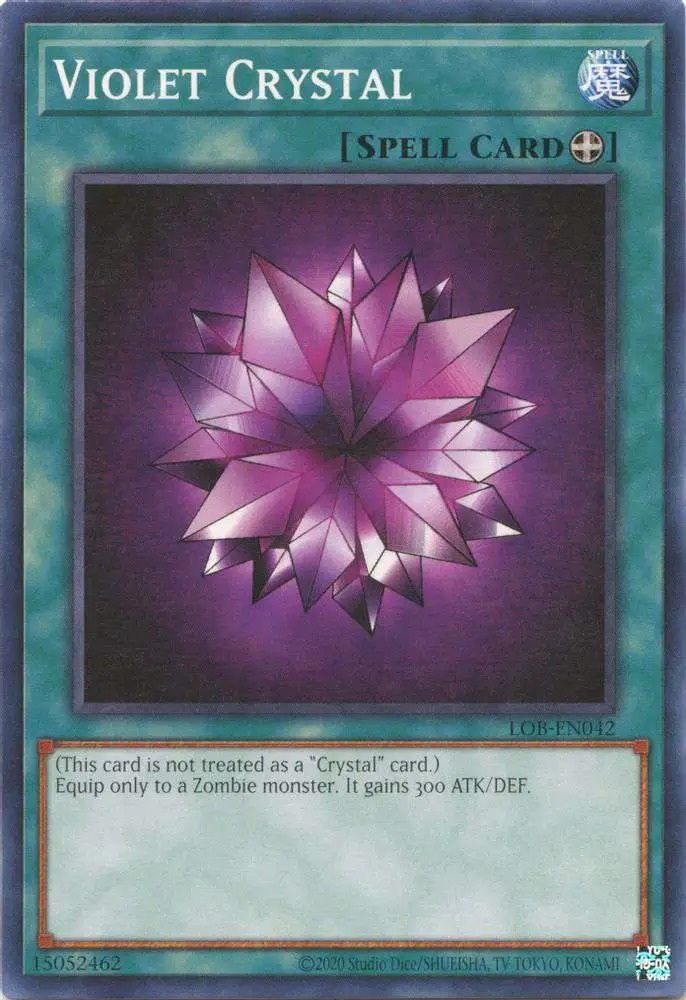 VIOLET CRYSTAL
SPELL
魔
[SPELL CARD]
LOB-EN042
(This card is not treated as a "Crystal" card.)
Equip only to a Zombie monster. It gains 300 ATK/DEF.
15052462
©2020 Studio Dice/SHUEISHA, TV TOKYO, KONAMI